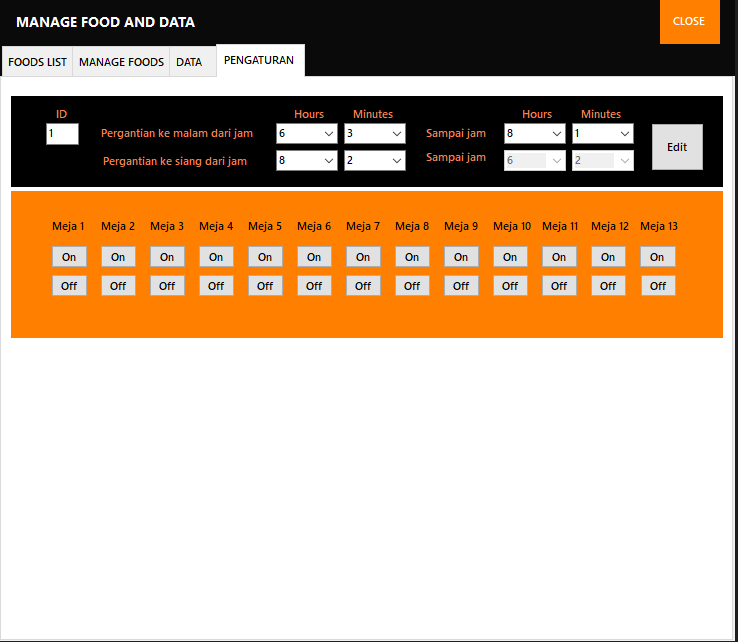 MANAGE FOOD AND DATA
CLOSE
FOODS LIST MANAGE FOODS DATA PENGATURAN
ID Hours Minutes Hours Minutes
1 Pergantian ke malam dari jam 6 3 Sampai jam 8 1
Pergantian ke siang dari jam 8 2 Sampai jam 6 2
Edit
Meja 1 Meja 2 Meja 3 Meja 4 Meja 5 Meja 6 Meja 7 Meja 8 Meja 9 Meja 10 Meja 11 Meja 12 Meja 13
On On On On On On On On On On On On On
Off Off Off Off Off Off Off Off Off Off Off Off Off